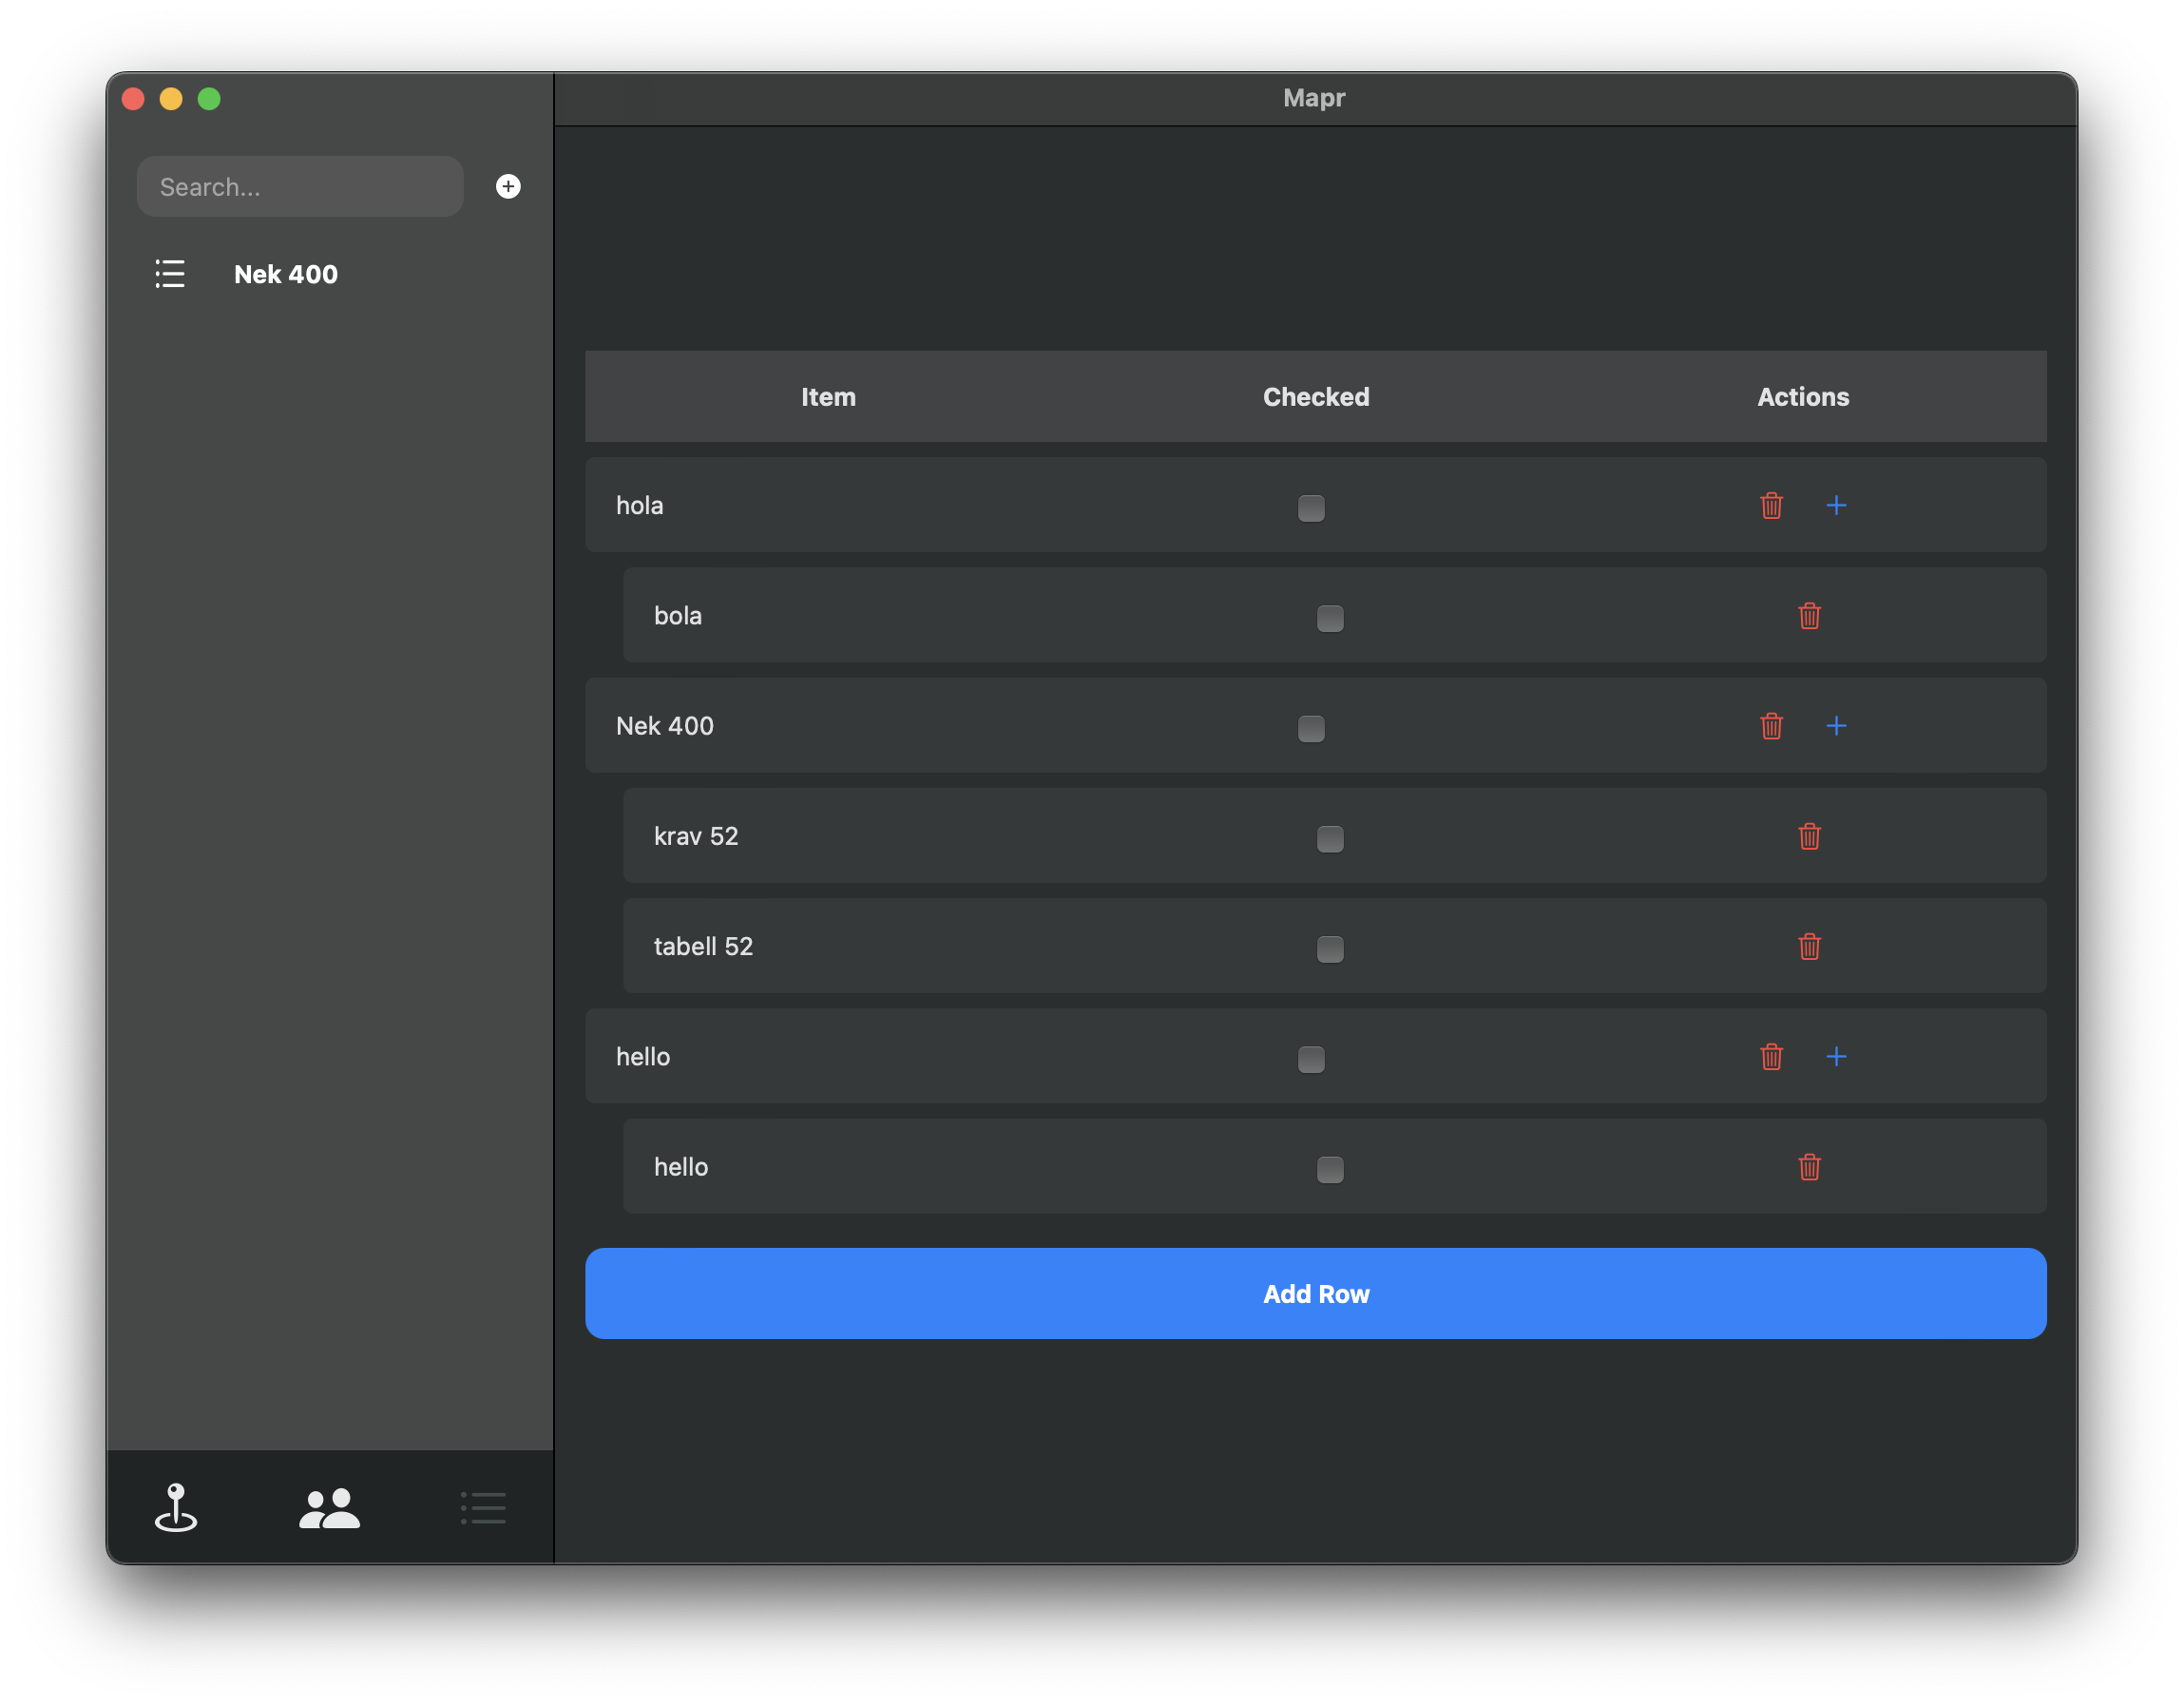 Mapr
Search...
Nek 400
Item Checked Actions
hola
bola
Nek 400
krav 52
tabell 52
hello
hello
Add Row